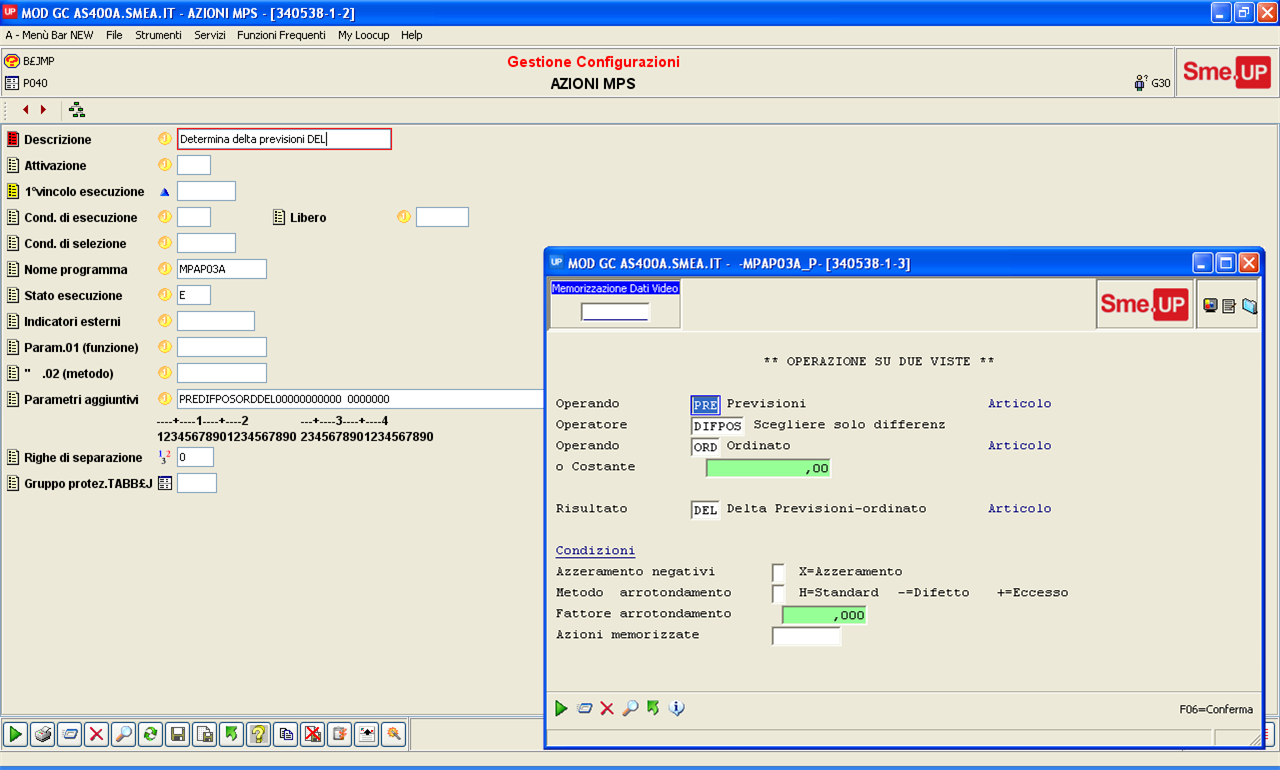 MOD GC AS400A.SMEA.IT - AZIONI MPS - [340538-1-2]
A - Menù Bar NEW File Strumenti Servizi Funzioni Frequenti My Loocup Help
B£JMP
Gestione Configurazioni
P040
AZIONI MPS
G30
Sme.UP
Descrizione Determina delta previsioni DEL
Attivazione
1°vincolo esecuzione
Cond. di esecuzione Libero
Cond. di selezione
Nome programma MPAP03A
Stato esecuzione E
Indicatori esterni
Param.01 (funzione)
" .02 (metodo)
Parametri aggiuntivi PREDIFPOSORDDEL00000000000 0000000
----+----1----+----2 ---+----3----+----4
12345678901234567890 2345678901234567890
Righe di separazione 0
Gruppo protez.TABB£J
UP MOD GC AS400A.SMEA.IT - -MPAP03A_P- [340538-1-3]
Memorizzazione Dati Video
Sme.UP
** OPERAZIONE SU DUE VISTE **
Operando PRE Previsioni Articolo
Operatore DIFPOS Scegliere solo differenz
Operando ORD Ordinato Articolo
o Costante ,00
Risultato DEL Delta Previsioni-ordinato Articolo
Condizioni
Azzeramento negativi X=Azzeramento
Metodo arrotondamento H=Standard -=Difetto +=Eccesso
Fattore arrotondamento ,000
Azioni memorizzate
F06=Conferma